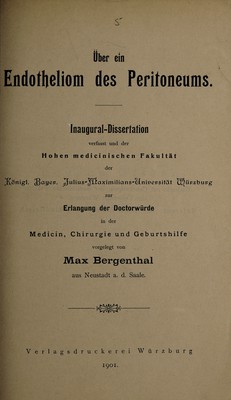 5
Über ein
Endotheliom des Peritoneums.
Inaugural-Dissertation
verfasst und der
Hohen medicinischen Fakultät
der
Königl. Bayer. Julius-Maximilians-Universität Würzburg
zur
Erlangung der Doctorwürde
in der
Medicin, Chirurgie und Geburtshilfe
vorgelegt von
Max Bergenthal
aus Neustadt a. d. Saale.
Verlagsdruckerei Würzburg
1901.